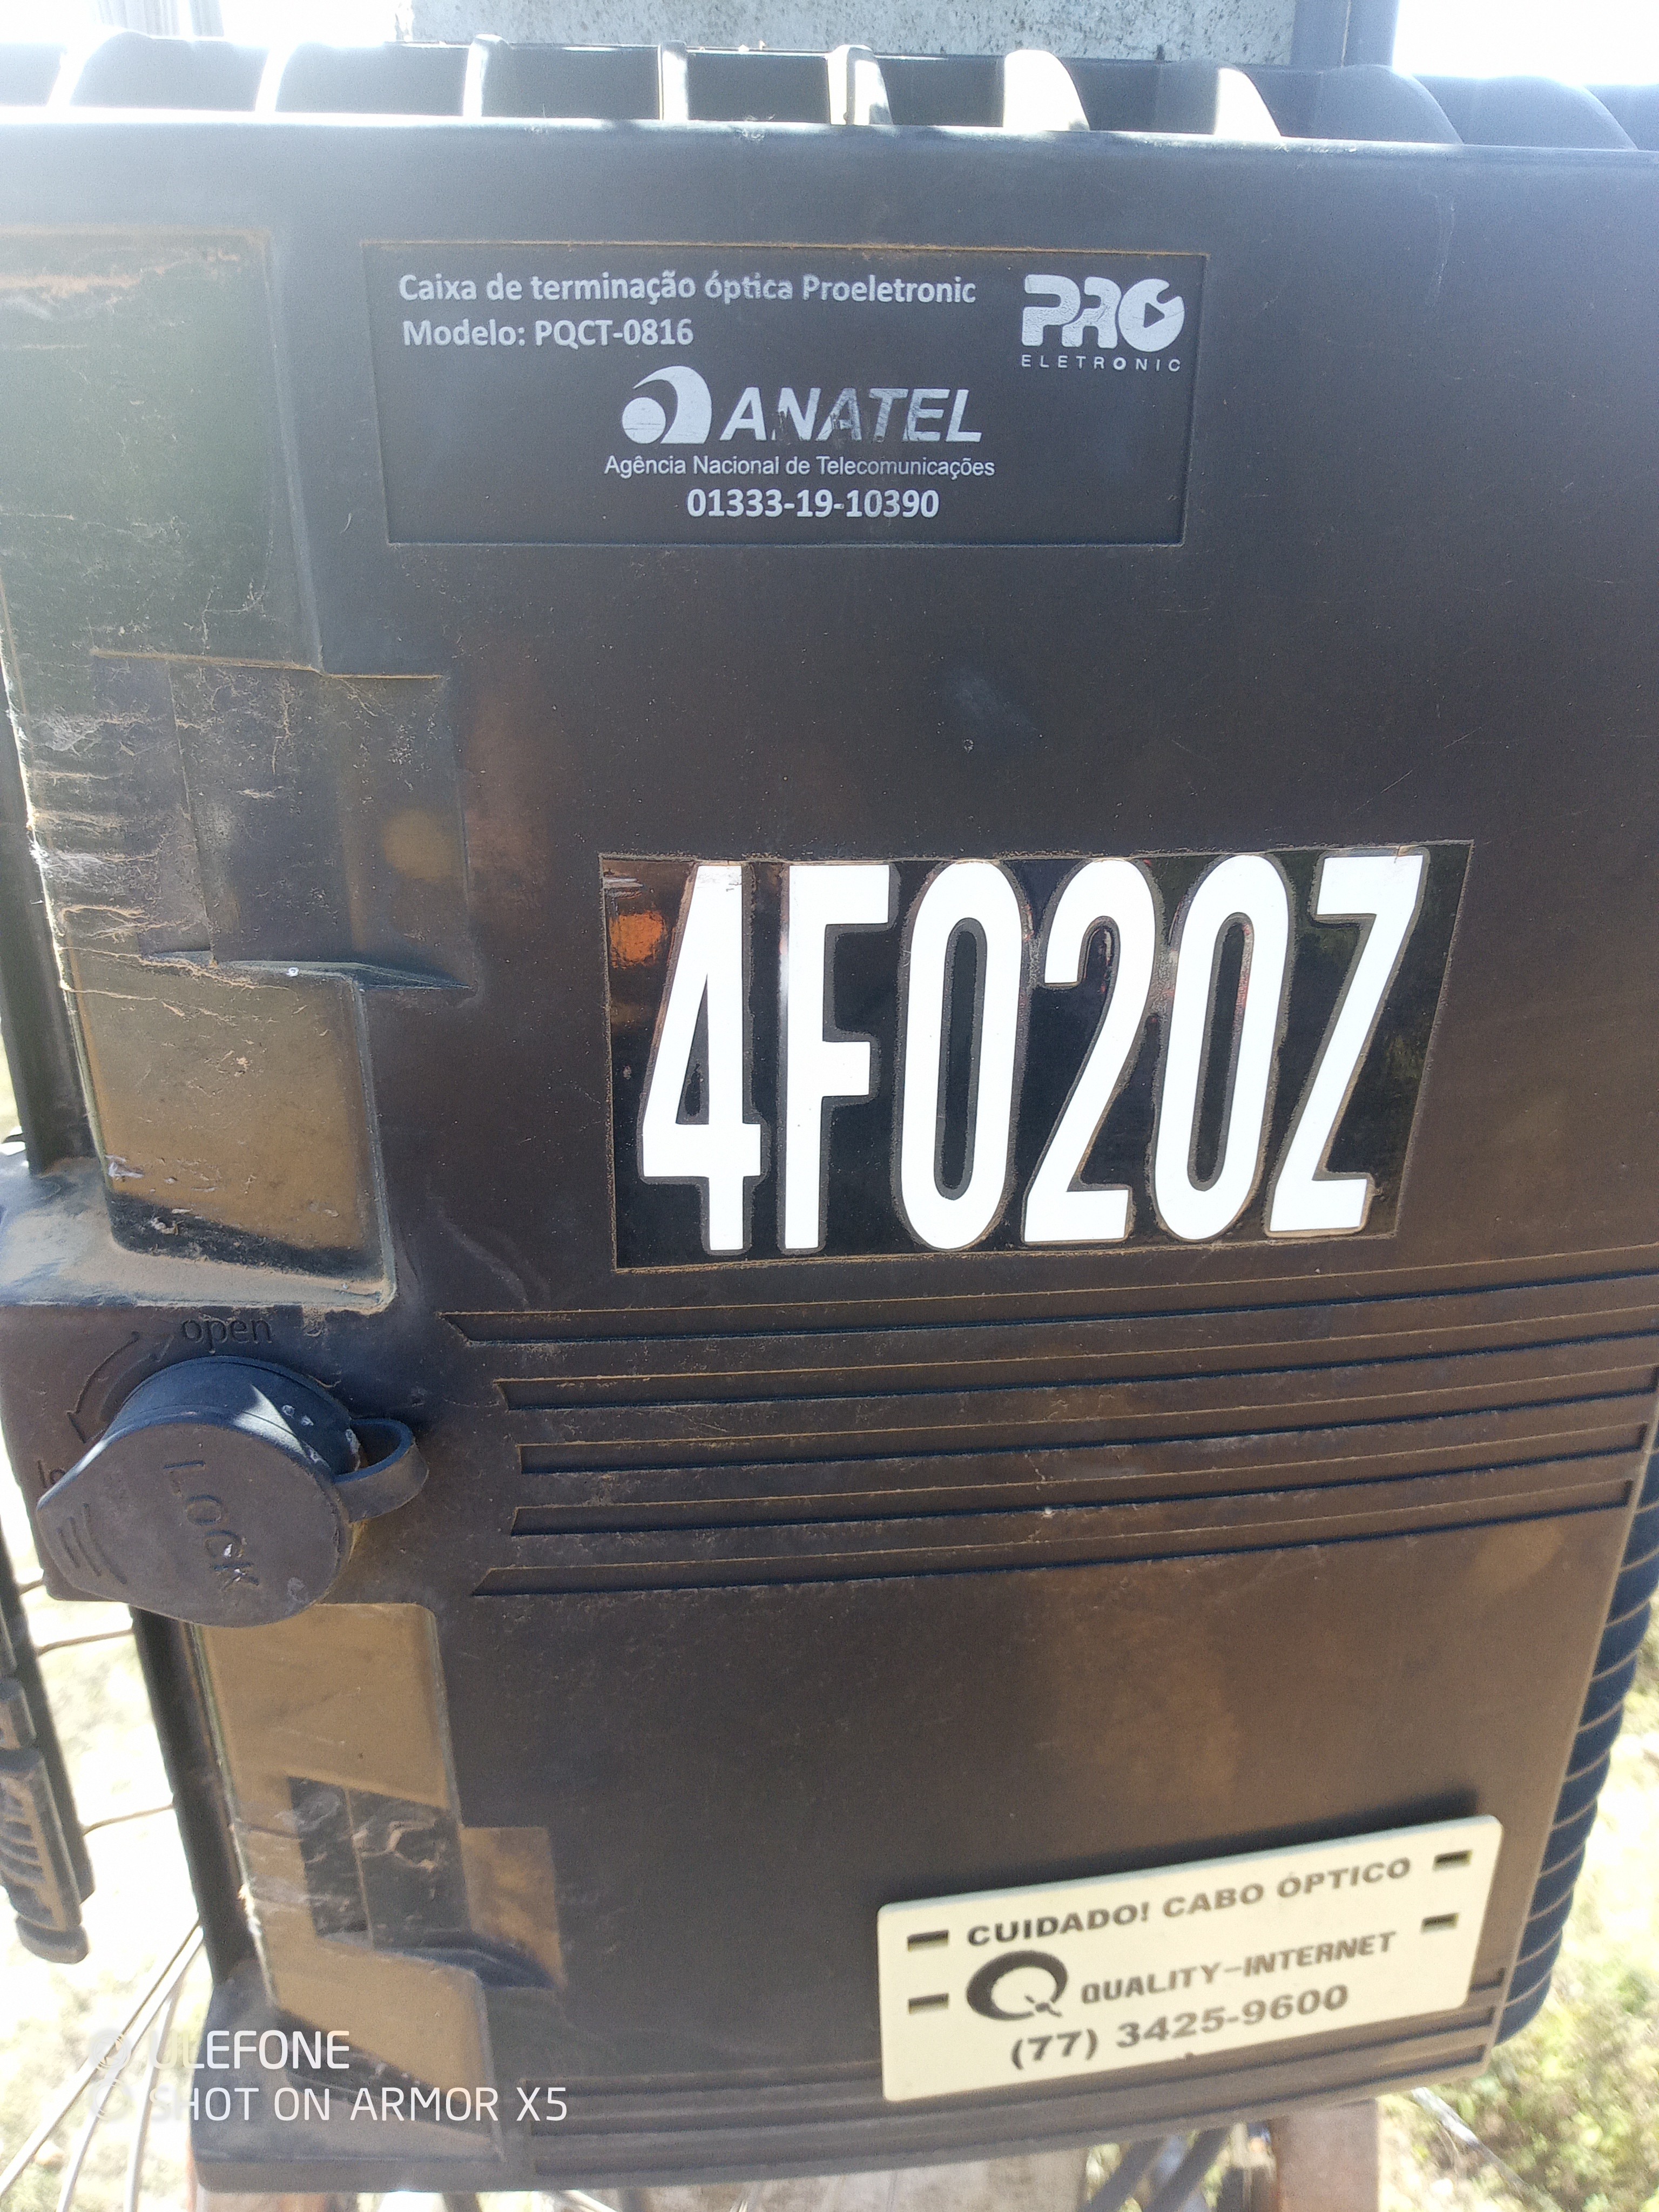 Caixa de terminação óptica Proeletronic
Modelo: PQCT-0816
PRO
ELETRONIC
ANATEL
Agência Nacional de Telecomunicações
01333-19-10390
4F020Z
open
LOCK
CUIDADO! CABO ÓPTICO
QUALITY-INTERNET
(77) 3425-9600
ULEFONE
SHOT ON ARMOR X5